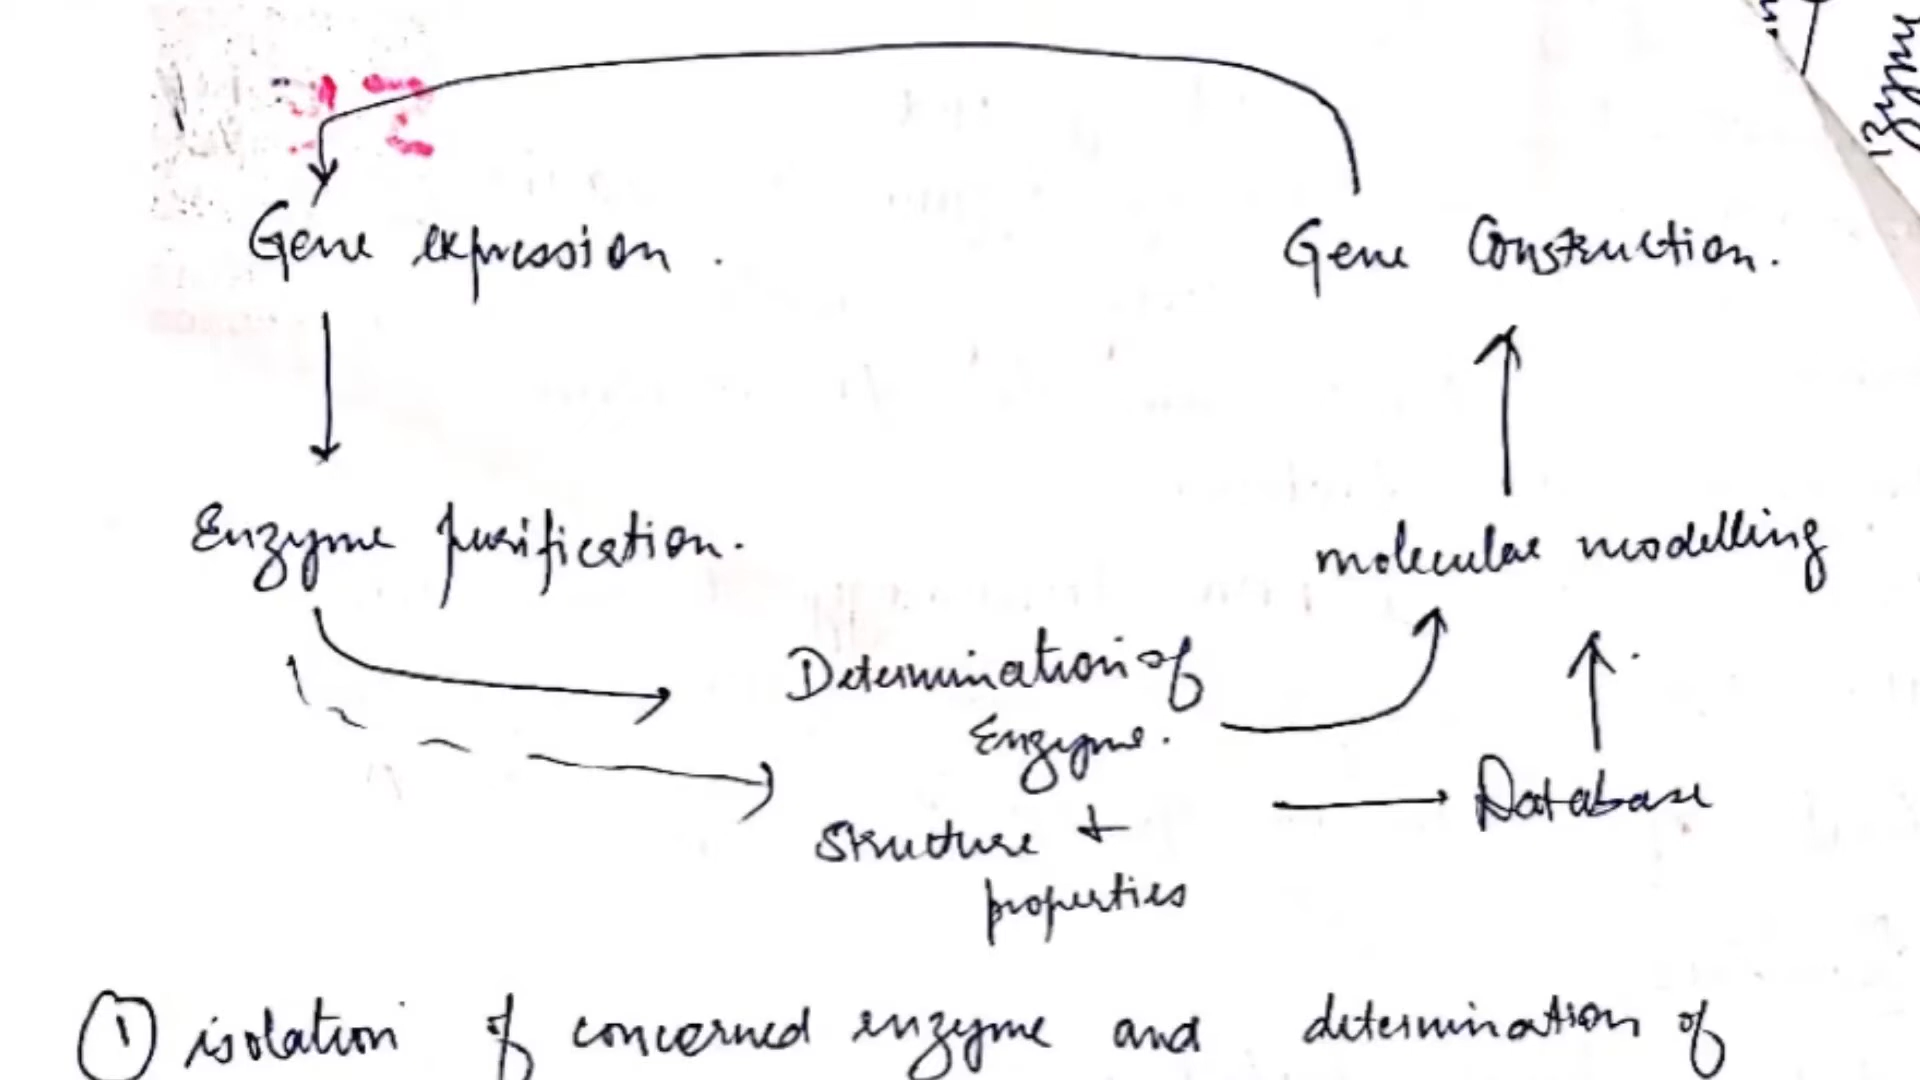 Gene expression.
Gene Construction.
Enzyme purification.
molecular modelling
Determination of
Enzyme.
Structure +
properties
Database
① isolation of concerned enzyme and determination of